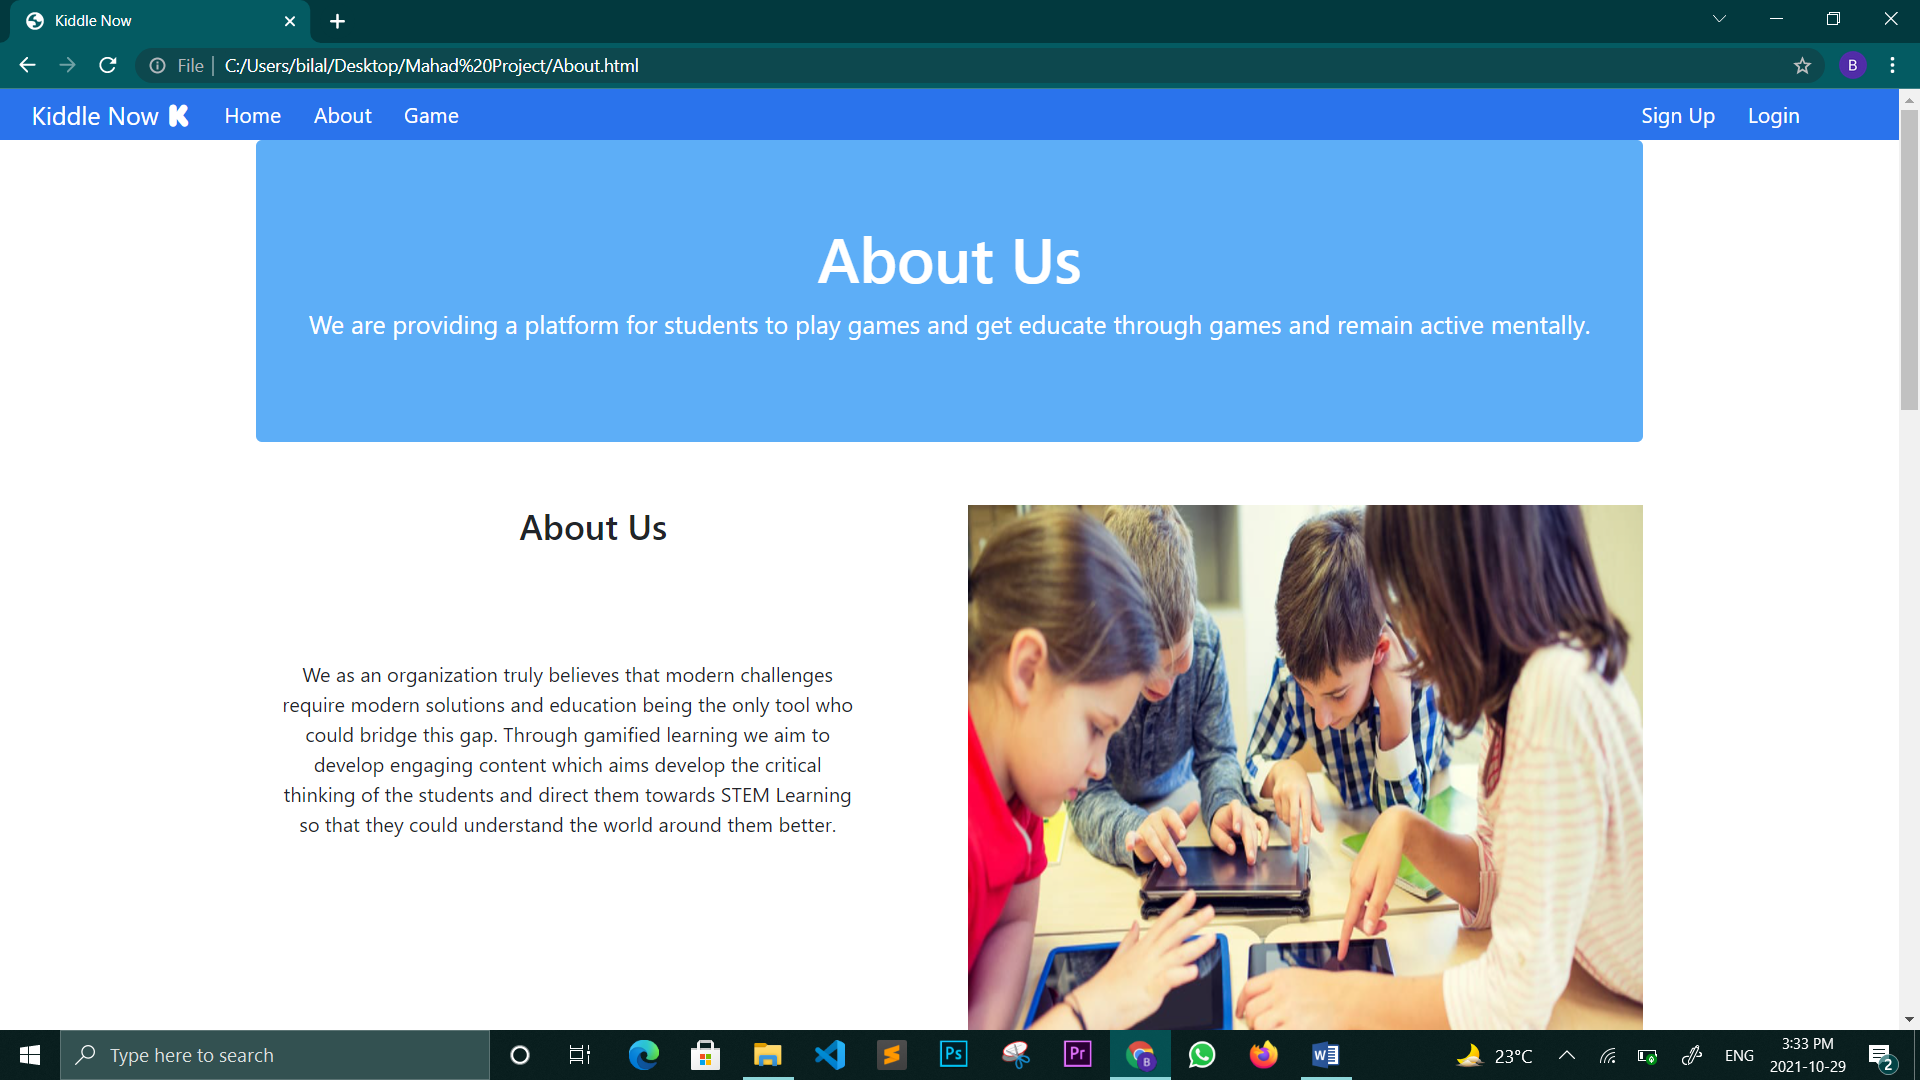 Kiddle Now
File | C:/Users/bilal/Desktop/Mahad%20Project/About.html
B
Kiddle Now K Home About Game Sign Up Login
About Us
We are providing a platform for students to play games and get educate through games and remain active mentally.
About Us
We as an organization truly believes that modern challenges
require modern solutions and education being the only tool who
could bridge this gap. Through gamified learning we aim to
develop engaging content which aims develop the critical
thinking of the students and direct them towards STEM Learning
so that they could understand the world around them better.
Type here to search
Ps
Pr
B
23°C
ENG
3:33 PM
2021-10-29
2